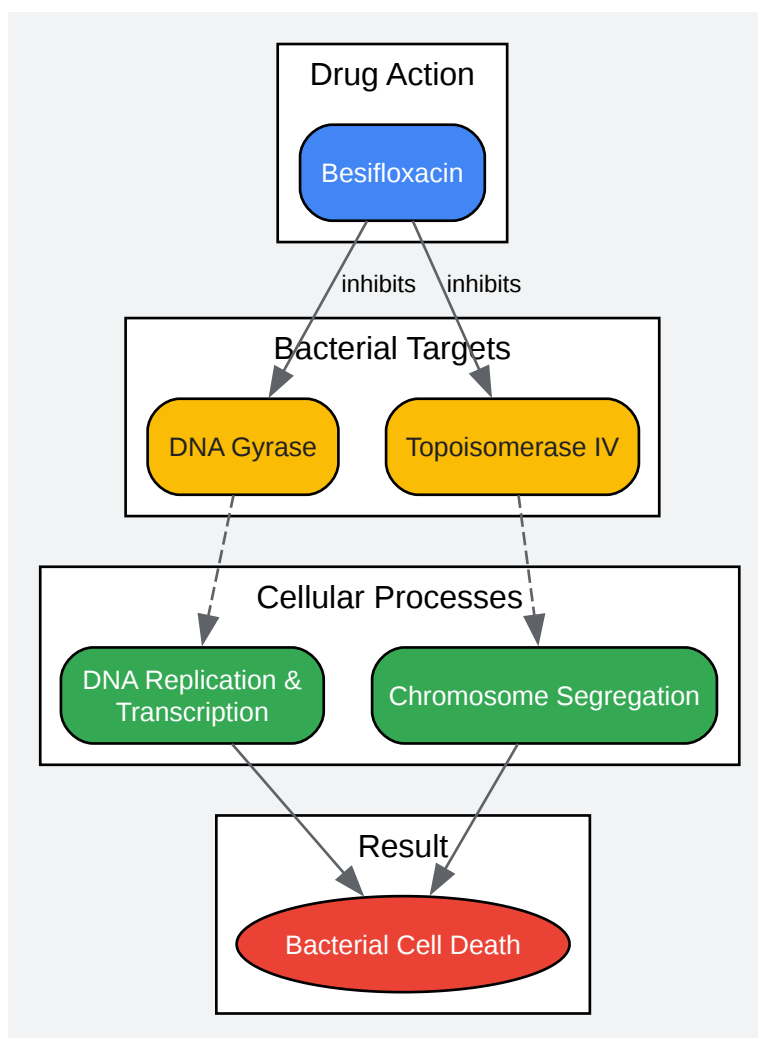 Drug Action
Besifloxacin
inhibits
inhibits
Bacterial Targets
DNA Gyrase
Topoisomerase IV
Cellular Processes
DNA Replication &
Transcription
Chromosome Segregation
Result
Bacterial Cell Death